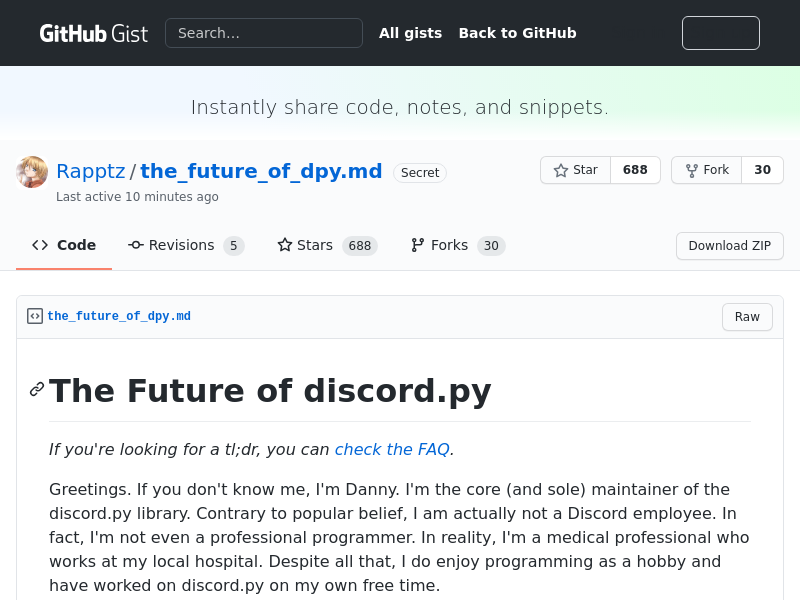 GitHub Gist Search... All gists Back to GitHub
Instantly share code, notes, and snippets.
Rapptz / the_future_of_dpy.md Secret Star 688 Fork 30
Last active 10 minutes ago
Code Revisions 5 Stars 688 Forks 30 Download ZIP
the_future_of_dpy.md Raw
The Future of discord.py
If you're looking for a tl;dr, you can check the FAQ.
Greetings. If you don't know me, I'm Danny. I'm the core (and sole) maintainer of the
discord.py library. Contrary to popular belief, I am actually not a Discord employee. In
fact, I'm not even a professional programmer. In reality, I'm a medical professional who
works at my local hospital. Despite all that, I do enjoy programming as a hobby and
have worked on discord.py on my own free time.